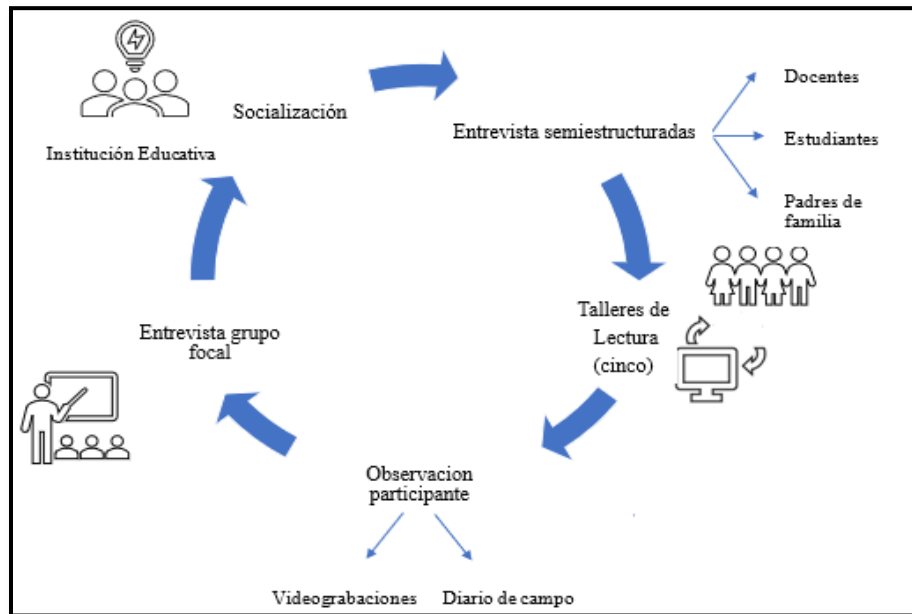 Socialización
Institución Educativa
Entrevista semiestructuradas
Docentes
Estudiantes
Padres de
familia
Talleres de
Lectura
(cinco)
Observacion
participante
Videograbaciones
Diario de campo
Entrevista grupo
focal